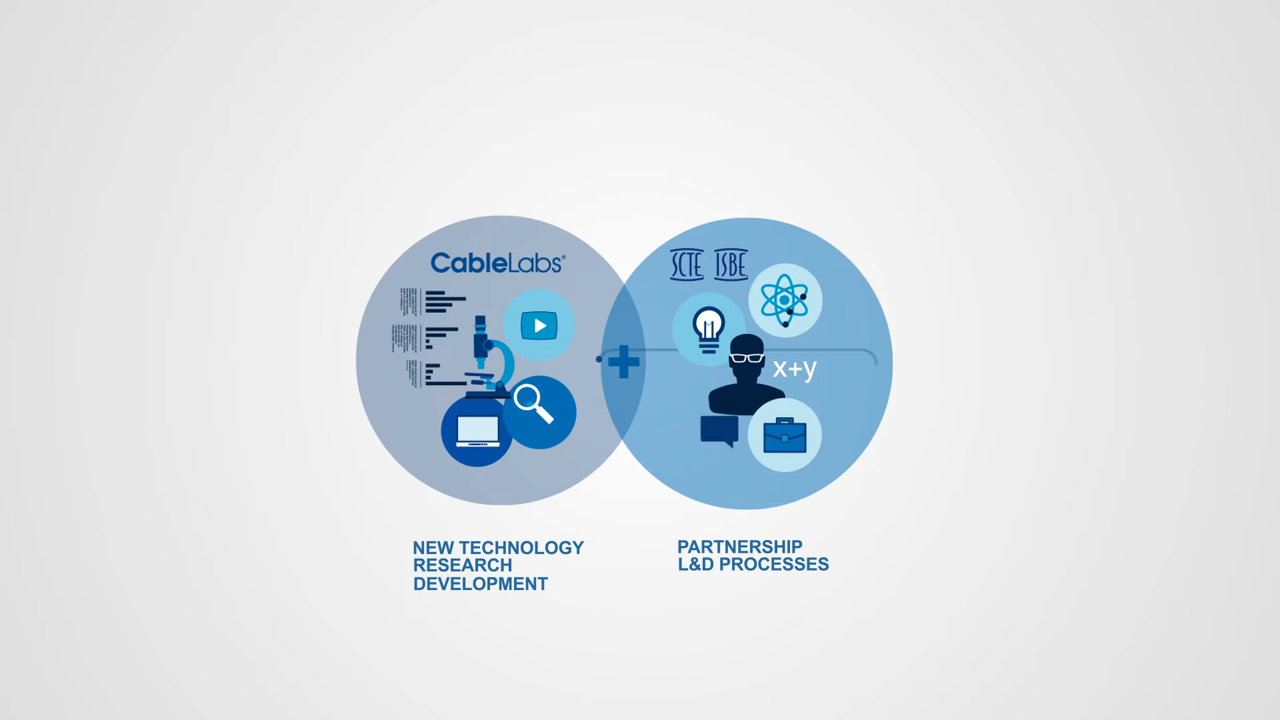 CableLabs®
SCTE ISBE
x+y
NEW TECHNOLOGY
RESEARCH
DEVELOPMENT
PARTNERSHIP
L&D PROCESSES